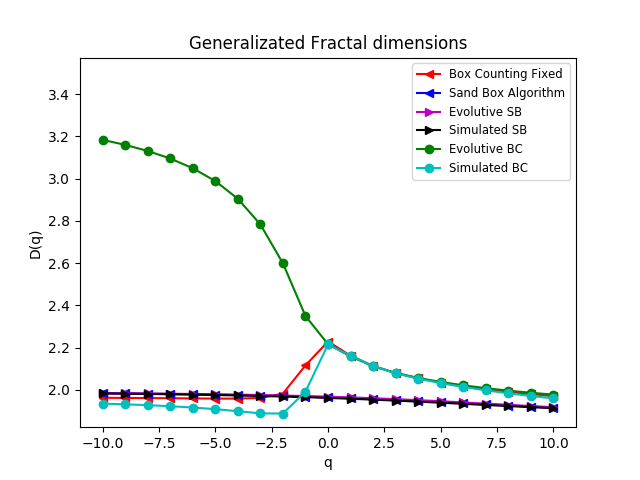 Generalizated Fractal dimensions
Box Counting Fixed
Sand Box Algorithm
Evolutive SB
Simulated SB
Evolutive BC
Simulated BC
D(q)
3.4
3.2
3.0
2.8
2.6
2.4
2.2
2.0
−10.0 −7.5 −5.0 −2.5 0.0 2.5 5.0 7.5 10.0
q